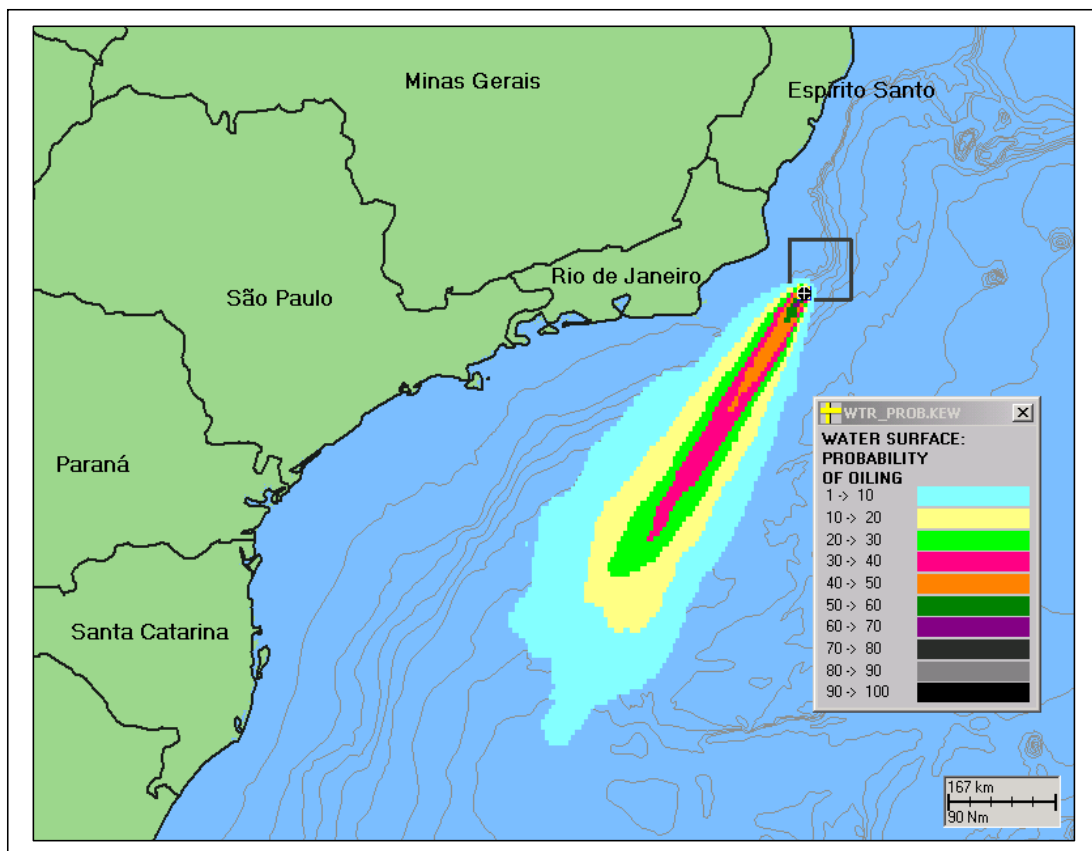 Minas Gerais
Espírito Santo
Rio de Janeiro
São Paulo
Paraná
Santa Catarina
WTR_PROB.KEW
WATER SURFACE:
PROBABILITY
OF OILING
1 -> 10
10 -> 20
20 -> 30
30 -> 40
40 -> 50
50 -> 60
60 -> 70
70 -> 80
80 -> 90
90 -> 100
167 km
90 Nm